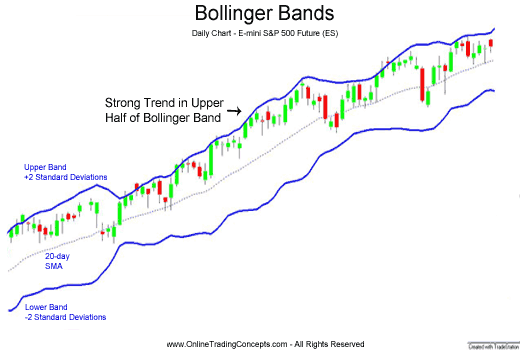 Bollinger Bands
Daily Chart - E-mini S&P 500 Future (ES)
Strong Trend in Upper
Half of Bollinger Band
Upper Band
+2 Standard Deviations
20-day
SMA
Lower Band
-2 Standard Deviations
www.OnlineTradingConcepts.com - All Rights Reserved
Created with TradeStation